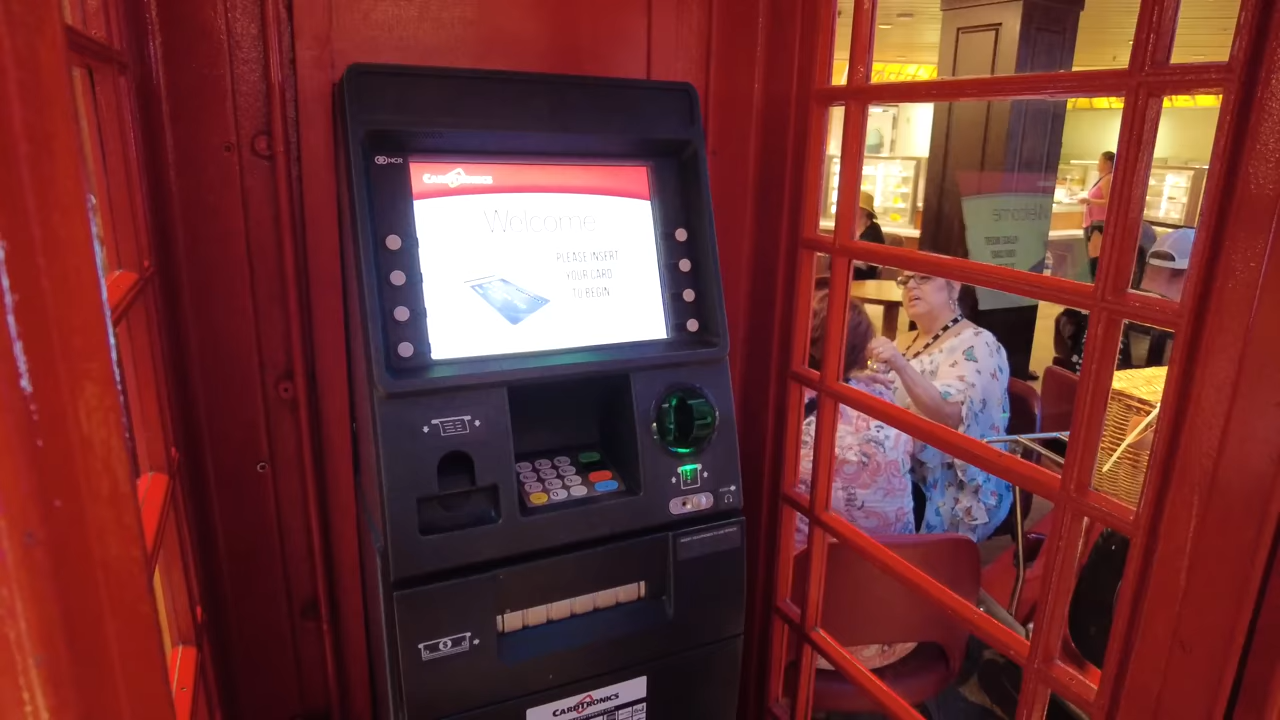 NCR
CARDTRONICS
Welcome
PLEASE INSERT
YOUR CARD
TO BEGIN
CARDTRONICS